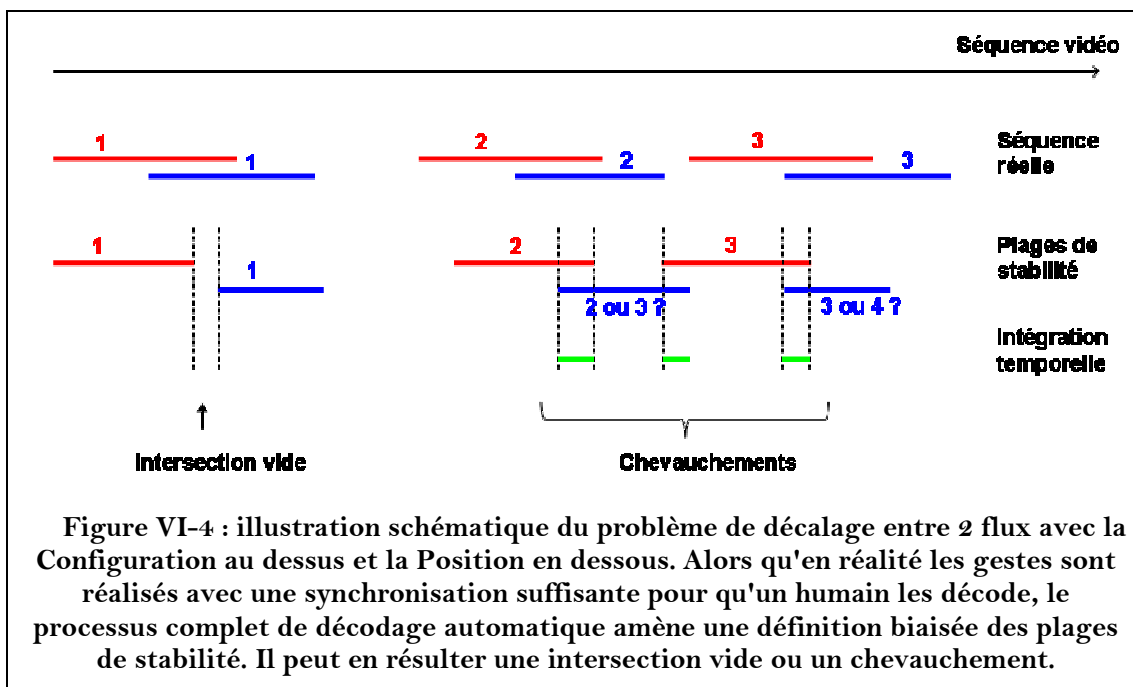 Séquence vidéo
1
1
2
2
3
3
Séquence
réelle
1
1
2
2 ou 3 ?
3
3 ou 4 ?
Plages de
stabilité
Intégration
temporelle
Intersection vide
Chevauchements
Figure VI-4 : illustration schématique du problème de décalage entre 2 flux avec la
Configuration au dessus et la Position en dessous. Alors qu'en réalité les gestes sont
réalisés avec une synchronisation suffisante pour qu'un humain les décode, le
processus complet de décodage automatique amène une définition biaisée des plages
de stabilité. Il peut en résulter une intersection vide ou un chevauchement.